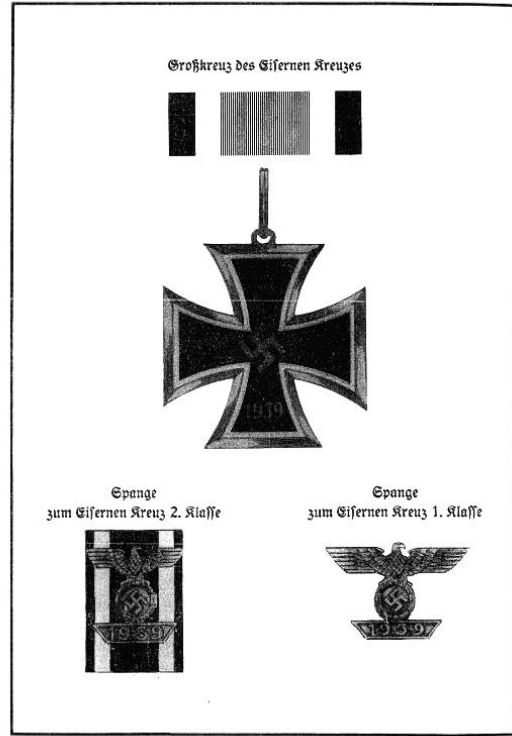 Großkreuz des Eisernen Kreuzes
1939
Spange
zum Eisernen Kreuz 2. Klasse
1939
Spange
zum Eisernen Kreuz 1. Klasse
1939